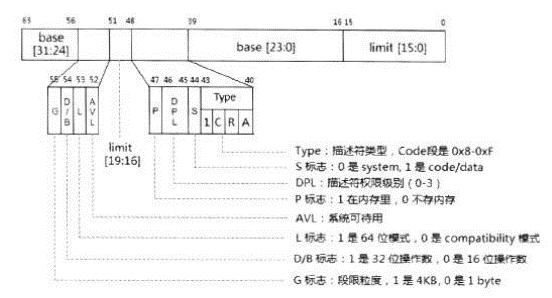 63 56 51 48 39 16 15 0
base [31:24] base [23:0] limit [15:0]
55 54 53 52 47 46 45 44 43 40
G D/B L AVL P DPL S Type
1 C R A
limit [19:16]
Type：描述符类型，Code段是 0x8-0xF
S 标志：0 是 system, 1 是 code/data
DPL：描述符权限级别（0-3）
P 标志：1 在内存里，0 不存内存
AVL：系统可待用
L 标志：1 是 64 位模式，0 是 compatibility 模式
D/B 标志：1 是 32 位操作数，0 是 16 位操作数
G 标志：段限粒度，1 是 4KB, 0 是 1 byte